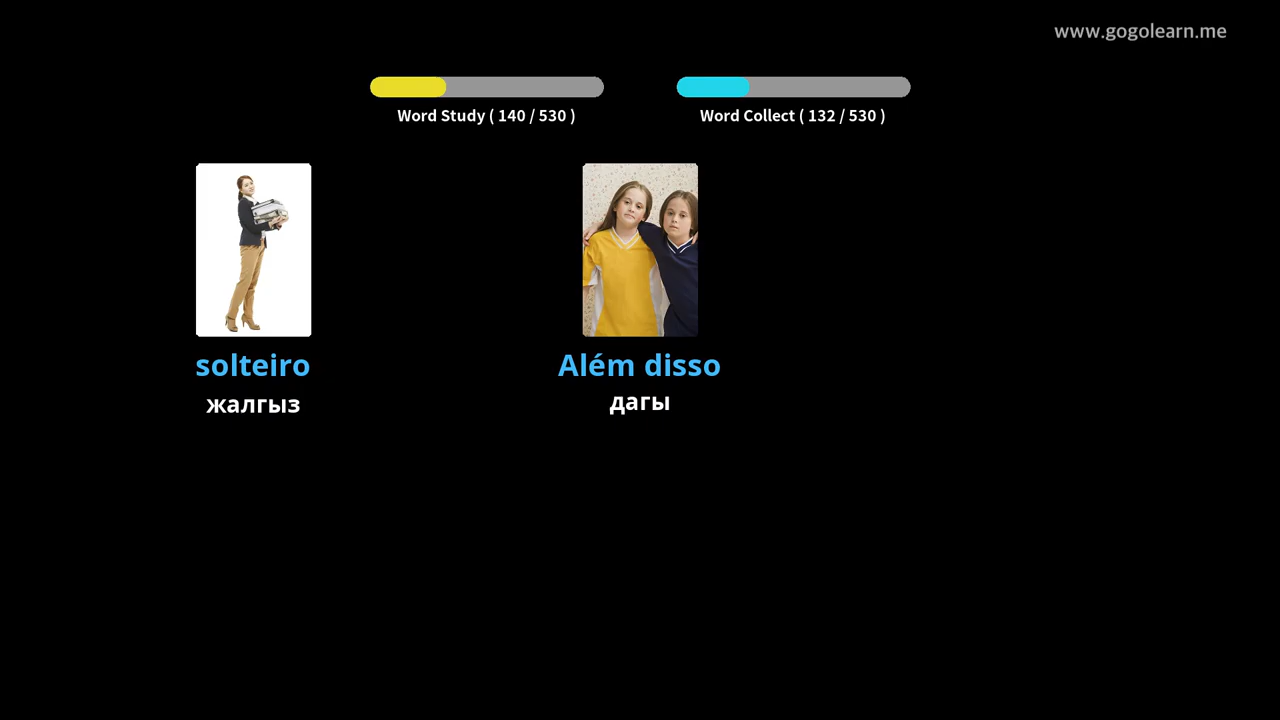 www.gogolearn.me
Word Study ( 140 / 530 )
Word Collect ( 132 / 530 )
solteiro
жалгыз
Além disso
дагы